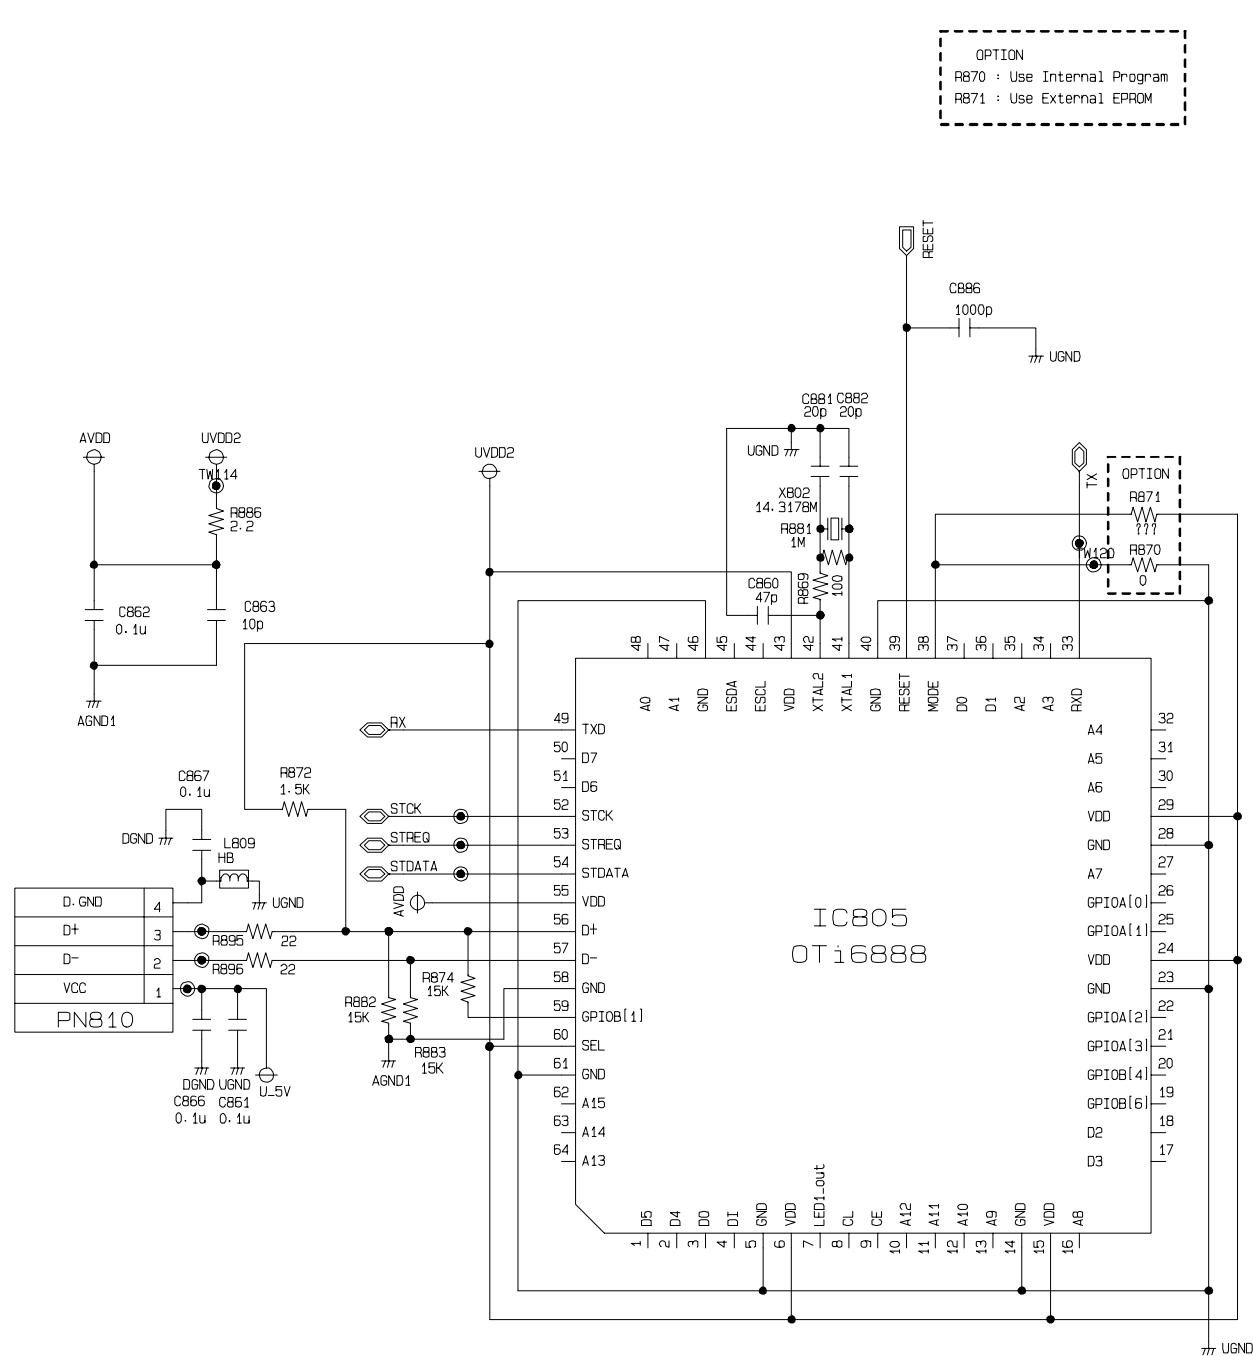 OPTION
R870 : Use Internal Program
R871 : Use External EPROM
RESET
C886
1000p
UGND
C881 C882
20p 20p
UGND
X802
14.3178M
R881
1M
R869
100
C860
47p
TX
OPTION
R871
???
W120
R870
0
AVDD
UVDD2
TW114
R886
2.2
C862
0.1u
C863
10p
AGND1
UVDD2
48 47 46 45 44 43 42 41 40 39 38 37 36 35 34 33
A0 A1 GND ESDA ESCL VDD XTAL2 XTAL1 GND RESET MODE D0 D1 A2 A3 RXD
RX
49 TXD
50 D7
51 D6
STCK 52 STCK
STREQ 53 STREQ
STDATA 54 STDATA
AVDD 55 VDD
56 D+
57 D-
58 GND
59 GPIOB[1]
60 SEL
61 GND
62 A15
63 A14
64 A13
A4 32
A5 31
A6 30
VDD 29
GND 28
A7 27
GPIOA[0] 26
GPIOA[1] 25
VDD 24
GND 23
GPIOA[2] 22
GPIOA[3] 21
GPIOB[4] 20
GPIOB[6] 19
D2 18
D3 17
IC805
OTi6888
R872
1.5K
C867
0.1u
DGND
L809
HB
UGND
D.GND 4
D+ 3
D- 2
VCC 1
PN810
R895 22
R896 22
R882
15K
R874
15K
R883
15K
AGND1
DGND UGND
U_5V
C866 C861
0.1u 0.1u
D5 D4 D0 DI GND VDD LED1_out CL CE A12 A11 A10 A9 GND VDD A8
1 2 3 4 5 6 7 8 9 10 11 12 13 14 15 16
UGND